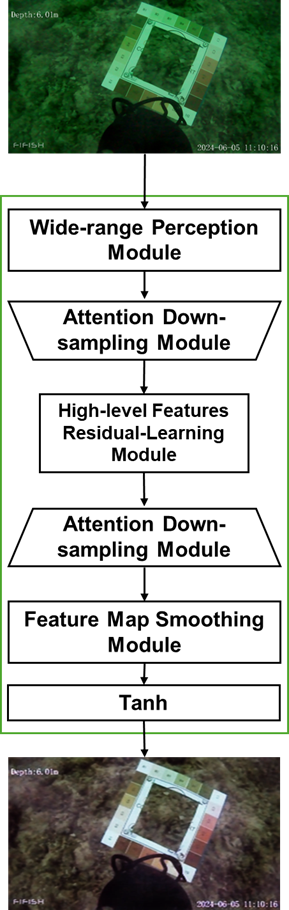 Depth:6.01m
FIFISH
2024-06-05 11:10:16
Wide-range Perception
Module
Attention Down-
sampling Module
High-level Features
Residual-Learning
Module
Attention Down-
sampling Module
Feature Map Smoothing
Module
Tanh
Depth:6.01m
FIFISH
2024-06-05 11:10:16